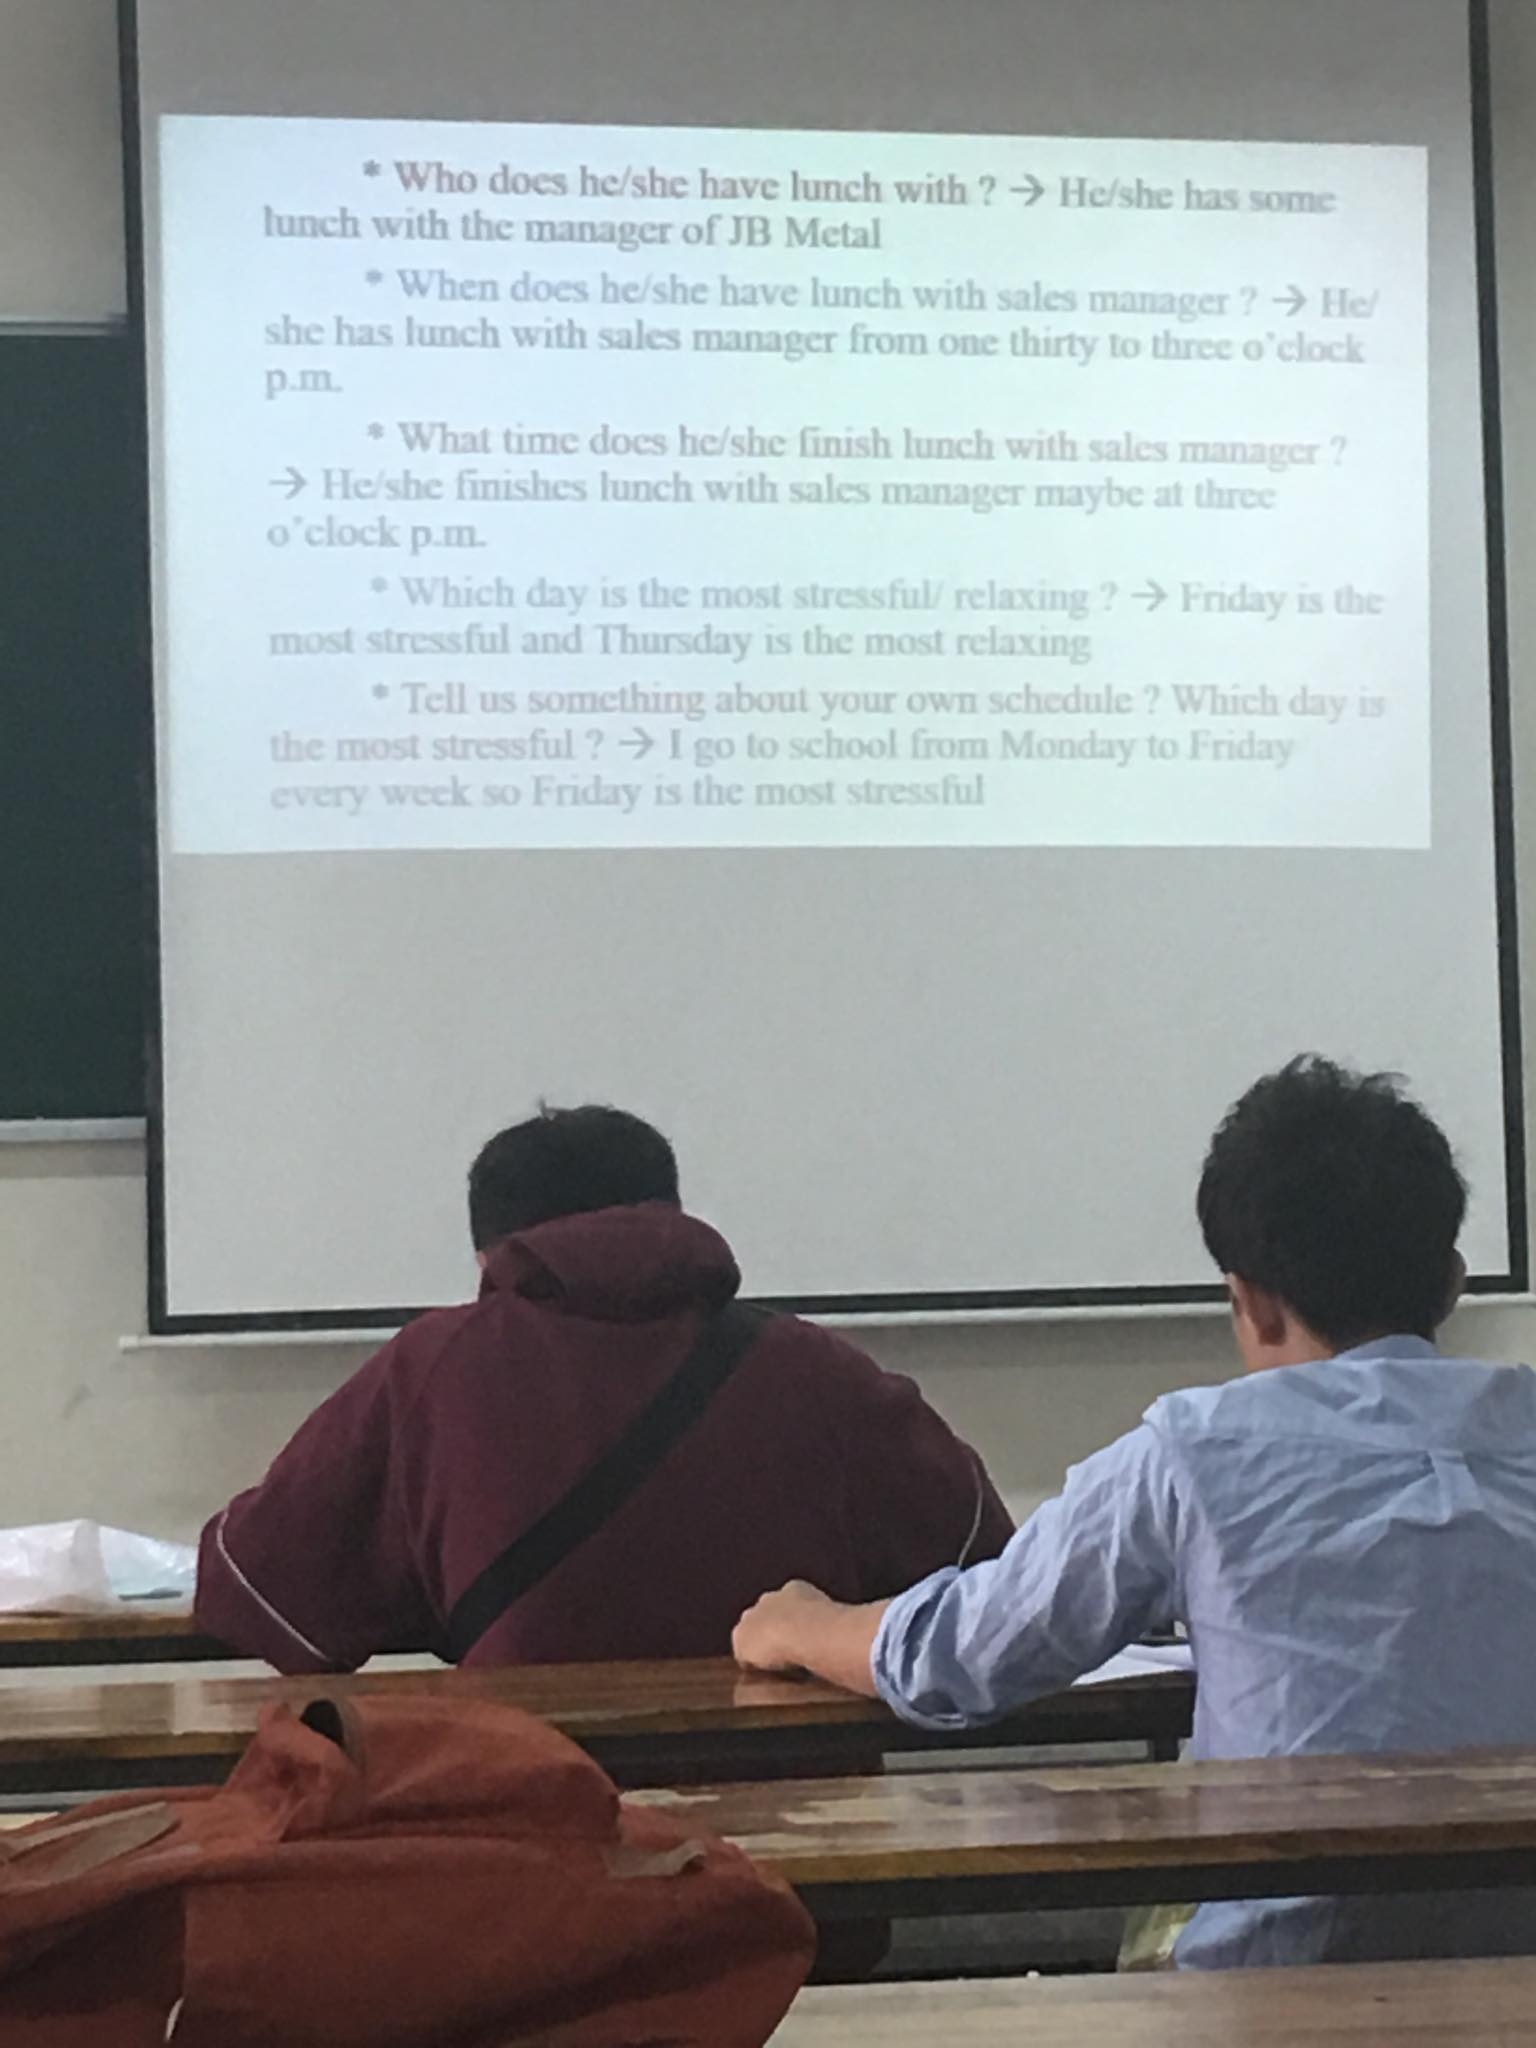 * Who does he/she have lunch with ? → He/she has some
lunch with the manager of JB Metal
* When does he/she have lunch with sales manager ? → He/
she has lunch with sales manager from one thirty to three o'clock
p.m.
* What time does he/she finish lunch with sales manager ?
→ He/she finishes lunch with sales manager maybe at three
o'clock p.m.
* Which day is the most stressful/ relaxing ? → Friday is the
most stressful and Thursday is the most relaxing
* Tell us something about your own schedule ? Which day is
the most stressful ? → I go to school from Monday to Friday
every week so Friday is the most stressful